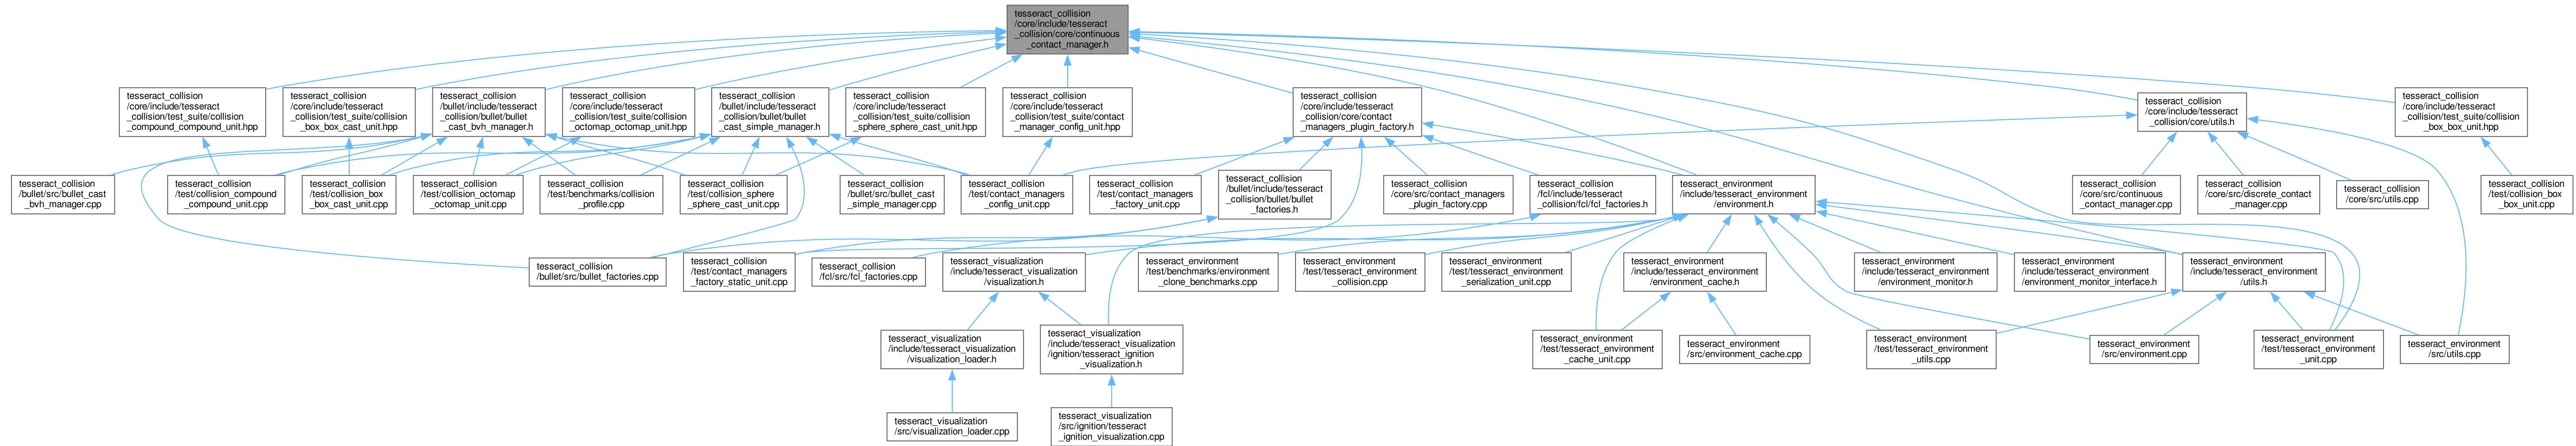 tesseract_collision
/core/include/tesseract
_collision/core/continuous
_contact_manager.h
tesseract_collision
/core/include/tesseract
_collision/test_suite/collision
_compound_compound_unit.hpp
tesseract_collision
/core/include/tesseract
_collision/test_suite/collision
_box_box_cast_unit.hpp
tesseract_collision
/bullet/include/tesseract
_collision/bullet/bullet
_cast_bvh_manager.h
tesseract_collision
/core/include/tesseract
_collision/test_suite/collision
_octomap_octomap_unit.hpp
tesseract_collision
/bullet/include/tesseract
_collision/bullet/bullet
_cast_simple_manager.h
tesseract_collision
/core/include/tesseract
_collision/test_suite/collision
_sphere_sphere_cast_unit.hpp
tesseract_collision
/core/include/tesseract
_collision/test_suite/contact
_manager_config_unit.hpp
tesseract_collision
/core/include/tesseract
_collision/core/contact
_managers_plugin_factory.h
tesseract_collision
/core/include/tesseract
_collision/core/utils.h
tesseract_collision
/core/include/tesseract
_collision/test_suite/collision
_box_box_unit.hpp
tesseract_collision
/bullet/src/bullet_cast
_bvh_manager.cpp
tesseract_collision
/test/collision_compound
_compound_unit.cpp
tesseract_collision
/test/collision_box
_box_cast_unit.cpp
tesseract_collision
/test/collision_octomap
_octomap_unit.cpp
tesseract_collision
/test/benchmarks/collision
_profile.cpp
tesseract_collision
/test/collision_sphere
_sphere_cast_unit.cpp
tesseract_collision
/bullet/src/bullet_cast
_simple_manager.cpp
tesseract_collision
/test/contact_managers
_config_unit.cpp
tesseract_collision
/test/contact_managers
_factory_unit.cpp
tesseract_collision
/bullet/include/tesseract
_collision/bullet/bullet
_factories.h
tesseract_collision
/core/src/contact_managers
_plugin_factory.cpp
tesseract_collision
/fcl/include/tesseract
_collision/fcl/fcl_factories.h
tesseract_environment
/include/tesseract_environment
/environment.h
tesseract_collision
/core/src/continuous
_contact_manager.cpp
tesseract_collision
/core/src/discrete_contact
_manager.cpp
tesseract_collision
/core/src/utils.cpp
tesseract_collision
/test/collision_box
_box_unit.cpp
tesseract_collision
/bullet/src/bullet_factories.cpp
tesseract_collision
/test/contact_managers
_factory_static_unit.cpp
tesseract_collision
/fcl/src/fcl_factories.cpp
tesseract_visualization
/include/tesseract_visualization
/visualization.h
tesseract_environment
/test/benchmarks/environment
_clone_benchmarks.cpp
tesseract_environment
/test/tesseract_environment
_collision.cpp
tesseract_environment
/test/tesseract_environment
_serialization_unit.cpp
tesseract_environment
/include/tesseract_environment
/environment_cache.h
tesseract_environment
/include/tesseract_environment
/environment_monitor.h
tesseract_environment
/include/tesseract_environment
/environment_monitor_interface.h
tesseract_environment
/include/tesseract_environment
/utils.h
tesseract_visualization
/include/tesseract_visualization
/visualization_loader.h
tesseract_visualization
/include/tesseract_visualization
/ignition/tesseract_ignition
_visualization.h
tesseract_environment
/test/tesseract_environment
_cache_unit.cpp
tesseract_environment
/src/environment_cache.cpp
tesseract_environment
/test/tesseract_environment
_utils.cpp
tesseract_environment
/src/environment.cpp
tesseract_environment
/test/tesseract_environment
_unit.cpp
tesseract_environment
/src/utils.cpp
tesseract_visualization
/src/visualization_loader.cpp
tesseract_visualization
/src/ignition/tesseract
_ignition_visualization.cpp